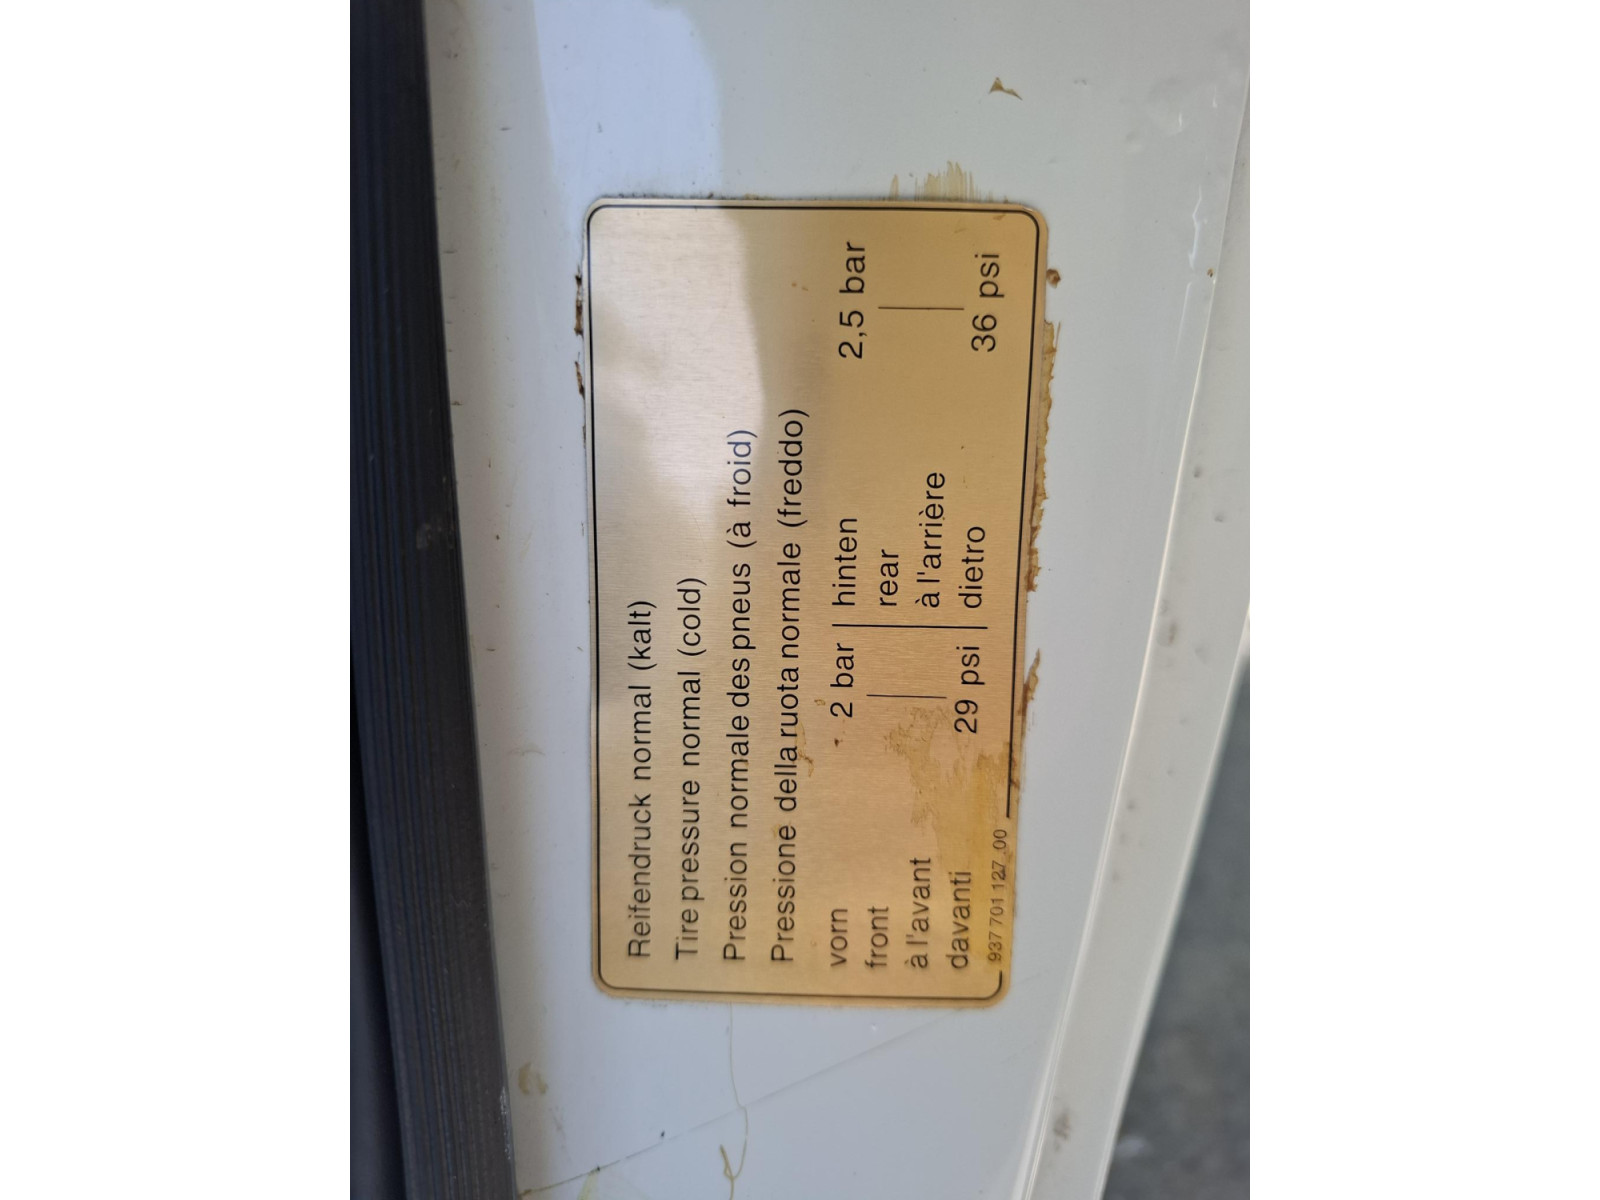 Reifendruck normal (kalt)
Tire pressure normal (cold)
Pression normale des pneus (à froid)
Pressione della ruota normale (freddo)
vorn 2 bar hinten 2,5 bar
front rear
à l'avant à l'arrière
davanti 29 psi dietro 36 psi
937 701 127 00